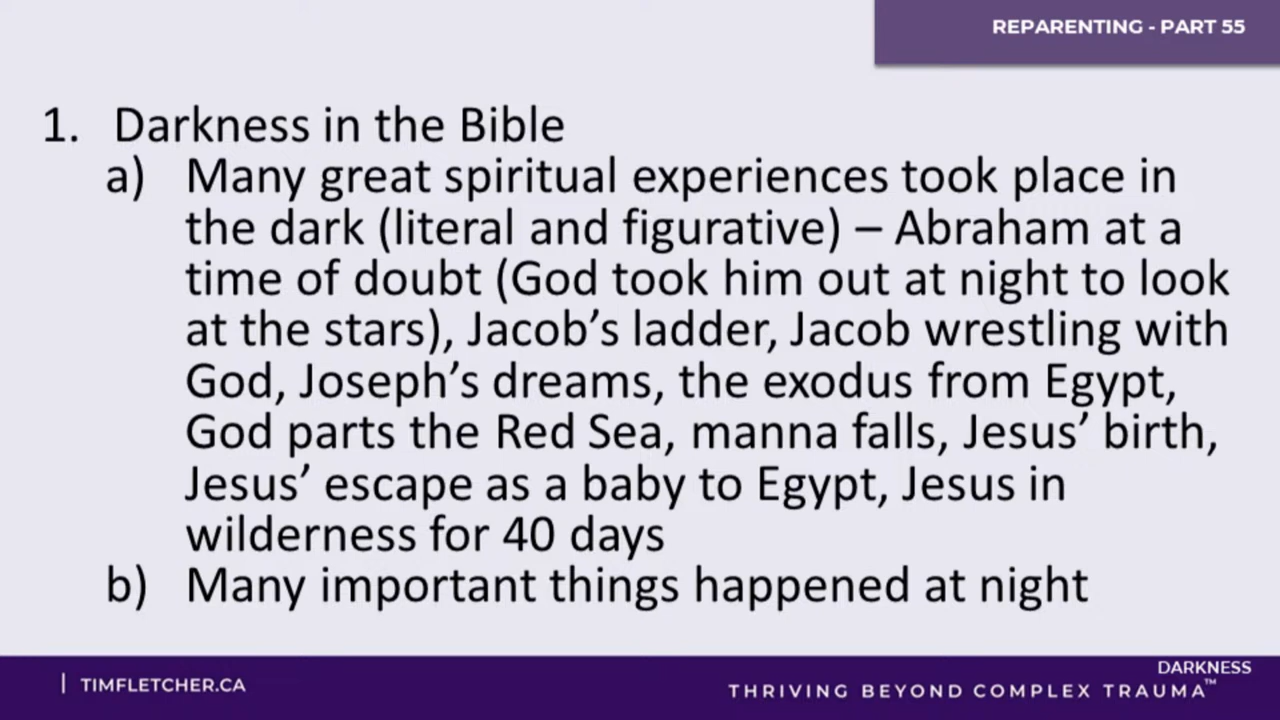 REPARENTING - PART 55
1. Darkness in the Bible
a) Many great spiritual experiences took place in
the dark (literal and figurative) – Abraham at a
time of doubt (God took him out at night to look
at the stars), Jacob’s ladder, Jacob wrestling with
God, Joseph’s dreams, the exodus from Egypt,
God parts the Red Sea, manna falls, Jesus’ birth,
Jesus’ escape as a baby to Egypt, Jesus in
wilderness for 40 days
b) Many important things happened at night
| TIMFLETCHER.CA
DARKNESS
THRIVING BEYOND COMPLEX TRAUMA™